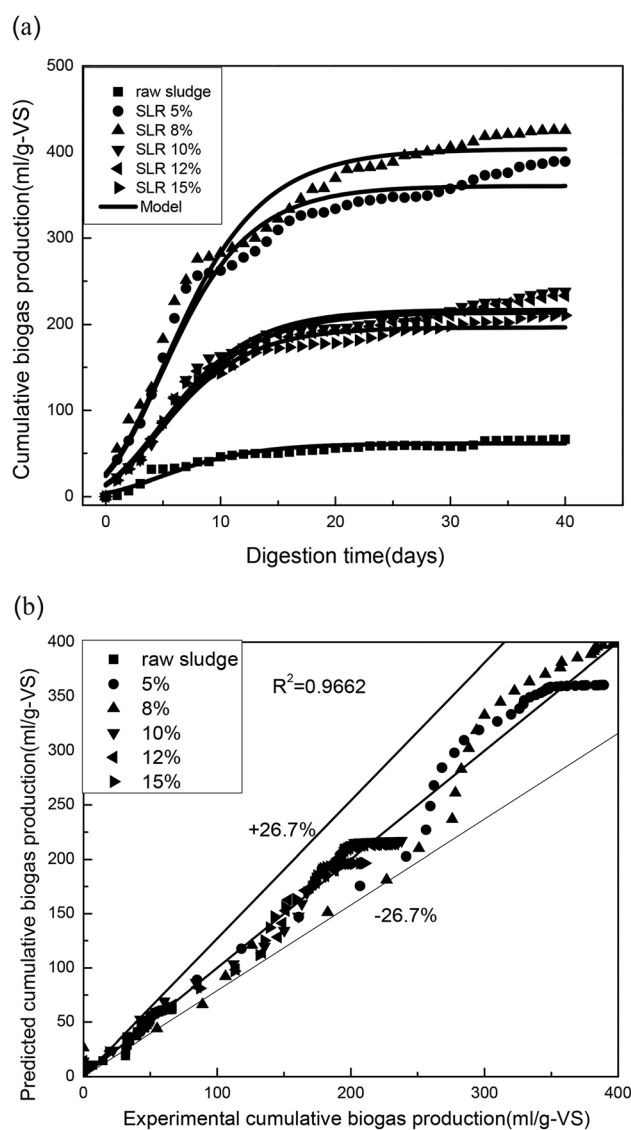 (a)
500
400
300
200
100
0
Cumulative biogas production(ml/g-VS)
raw sludge
SLR 5%
SLR 8%
SLR 10%
SLR 12%
SLR 15%
Model
0 10 20 30 40
Digestion time(days)
(b)
400
350
300
250
200
150
100
50
0
Predicted cumulative biogas production(ml/g-VS)
raw sludge
5%
8%
10%
12%
15%
R²=0.9662
+26.7%
-26.7%
0 100 200 300 400
Experimental cumulative biogas production(ml/g-VS)